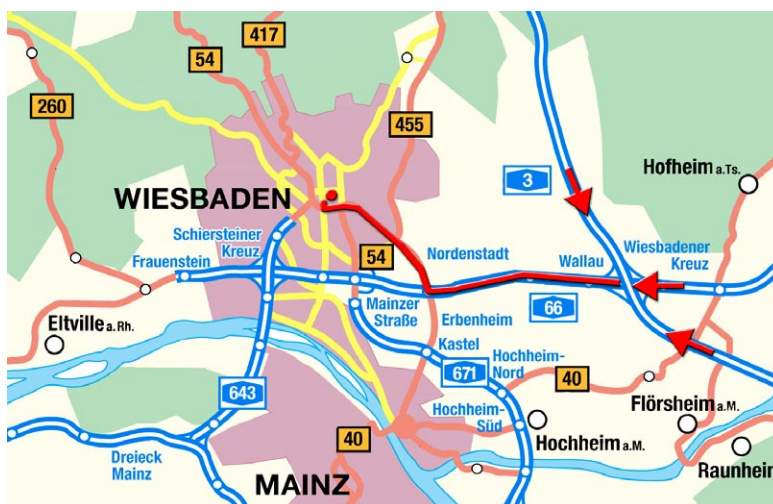 417
54
260
455
3
Hofheim a.Ts.
WIESBADEN
Schiersteiner
Kreuz
Frauenstein
54
Nordenstadt
Wallau
Wiesbadener
Kreuz
Mainzer
Straße
66
Erbenheim
Eltville a.Rh.
Kastel
643
671
Hochheim-
Nord
40
Hochheim-
Süd
Flörsheim a.M.
40
Hochheim a.M.
Dreieck
Mainz
Raunheim
MAINZ